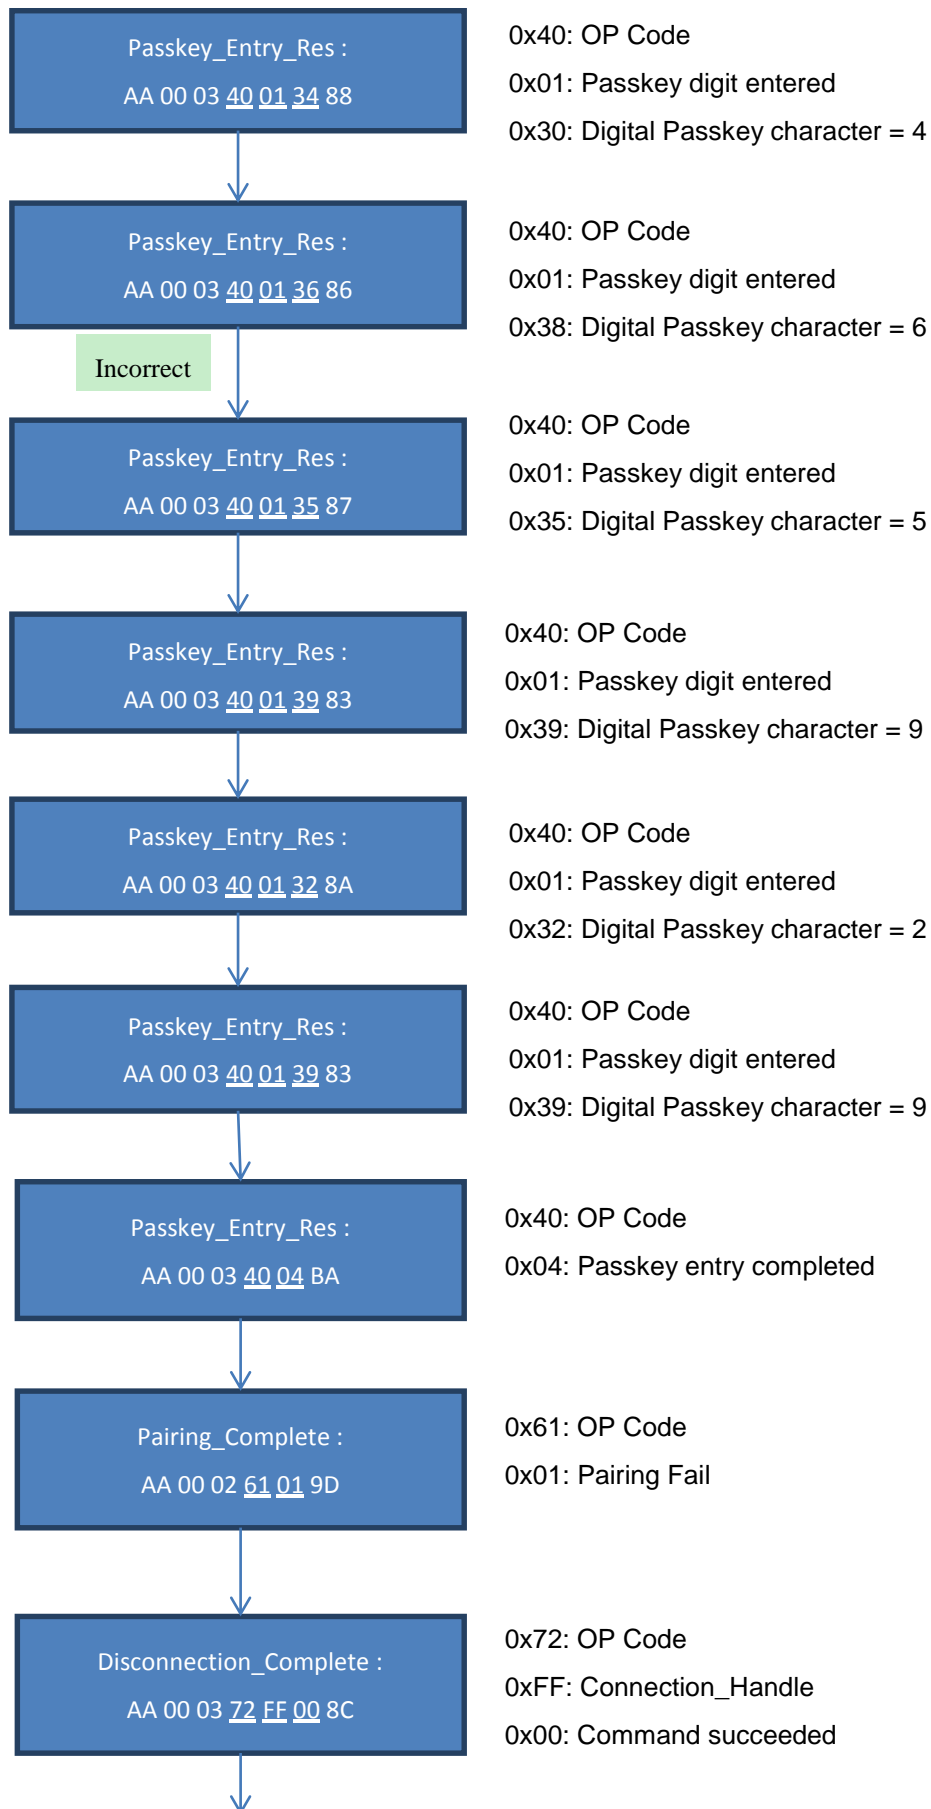 Passkey_Entry_Res :
AA 00 03 40 01 34 88
0x40: OP Code
0x01: Passkey digit entered
0x30: Digital Passkey character = 4
Passkey_Entry_Res :
AA 00 03 40 01 36 86
0x40: OP Code
0x01: Passkey digit entered
0x38: Digital Passkey character = 6
Incorrect
Passkey_Entry_Res :
AA 00 03 40 01 35 87
0x40: OP Code
0x01: Passkey digit entered
0x35: Digital Passkey character = 5
Passkey_Entry_Res :
AA 00 03 40 01 39 83
0x40: OP Code
0x01: Passkey digit entered
0x39: Digital Passkey character = 9
Passkey_Entry_Res :
AA 00 03 40 01 32 8A
0x40: OP Code
0x01: Passkey digit entered
0x32: Digital Passkey character = 2
Passkey_Entry_Res :
AA 00 03 40 01 39 83
0x40: OP Code
0x01: Passkey digit entered
0x39: Digital Passkey character = 9
Passkey_Entry_Res :
AA 00 03 40 04 BA
0x40: OP Code
0x04: Passkey entry completed
Pairing_Complete :
AA 00 02 61 01 9D
0x61: OP Code
0x01: Pairing Fail
Disconnection_Complete :
AA 00 03 72 FF 00 8C
0x72: OP Code
0xFF: Connection_Handle
0x00: Command succeeded